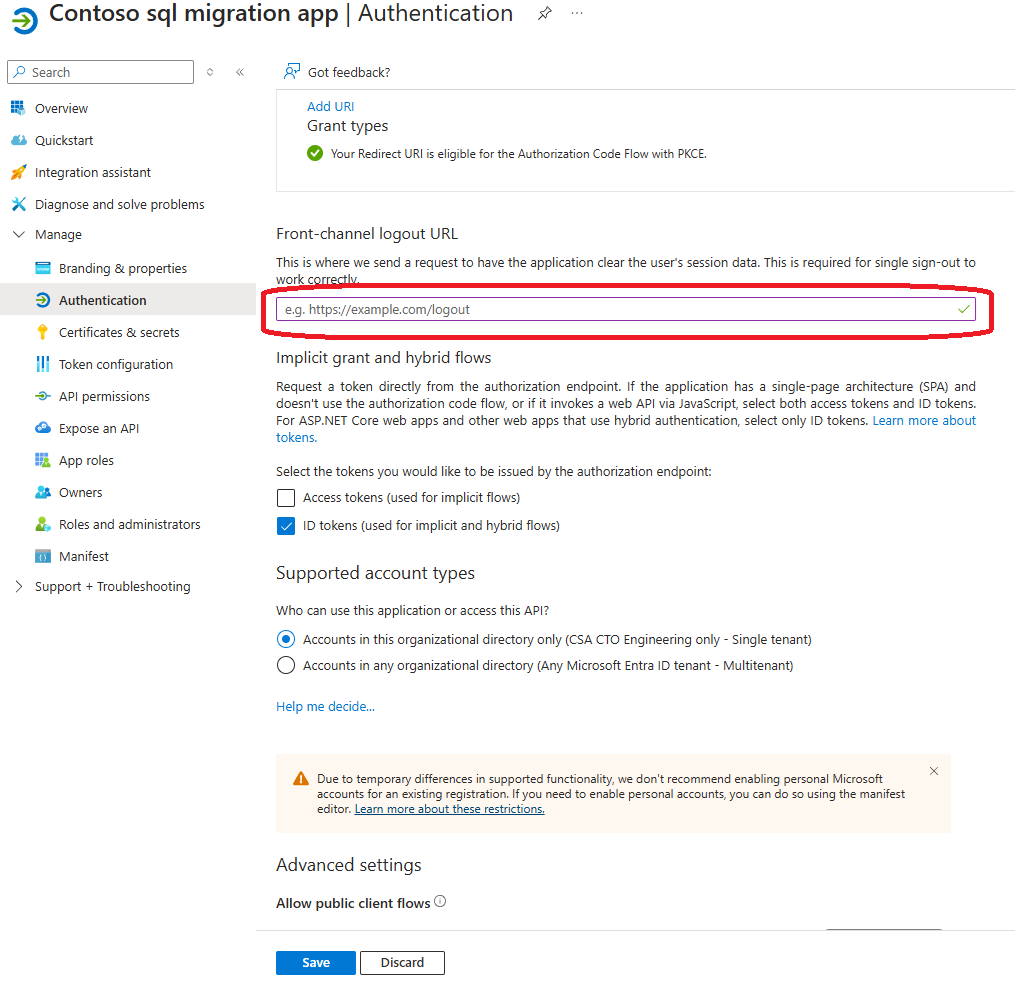 Contoso sql migration app | Authentication
Search
Got feedback?
Overview
Quickstart
Integration assistant
Diagnose and solve problems
Manage
Branding & properties
Authentication
Certificates & secrets
Token configuration
API permissions
Expose an API
App roles
Owners
Roles and administrators
Manifest
Support + Troubleshooting
Add URI
Grant types
Your Redirect URI is eligible for the Authorization Code Flow with PKCE.
Front-channel logout URL
This is where we send a request to have the application clear the user's session data. This is required for single sign-out to
work correctly.
e.g. https://example.com/logout
Implicit grant and hybrid flows
Request a token directly from the authorization endpoint. If the application has a single-page architecture (SPA) and
doesn't use the authorization code flow, or if it invokes a web API via JavaScript, select both access tokens and ID tokens.
For ASP.NET Core web apps and other web apps that use hybrid authentication, select only ID tokens. Learn more about
tokens.
Select the tokens you would like to be issued by the authorization endpoint:
Access tokens (used for implicit flows)
ID tokens (used for implicit and hybrid flows)
Supported account types
Who can use this application or access this API?
Accounts in this organizational directory only (CSA CTO Engineering only - Single tenant)
Accounts in any organizational directory (Any Microsoft Entra ID tenant - Multitenant)
Help me decide...
Due to temporary differences in supported functionality, we don't recommend enabling personal Microsoft
accounts for an existing registration. If you need to enable personal accounts, you can do so using the manifest
editor. Learn more about these restrictions.
Advanced settings
Allow public client flows
Save
Discard